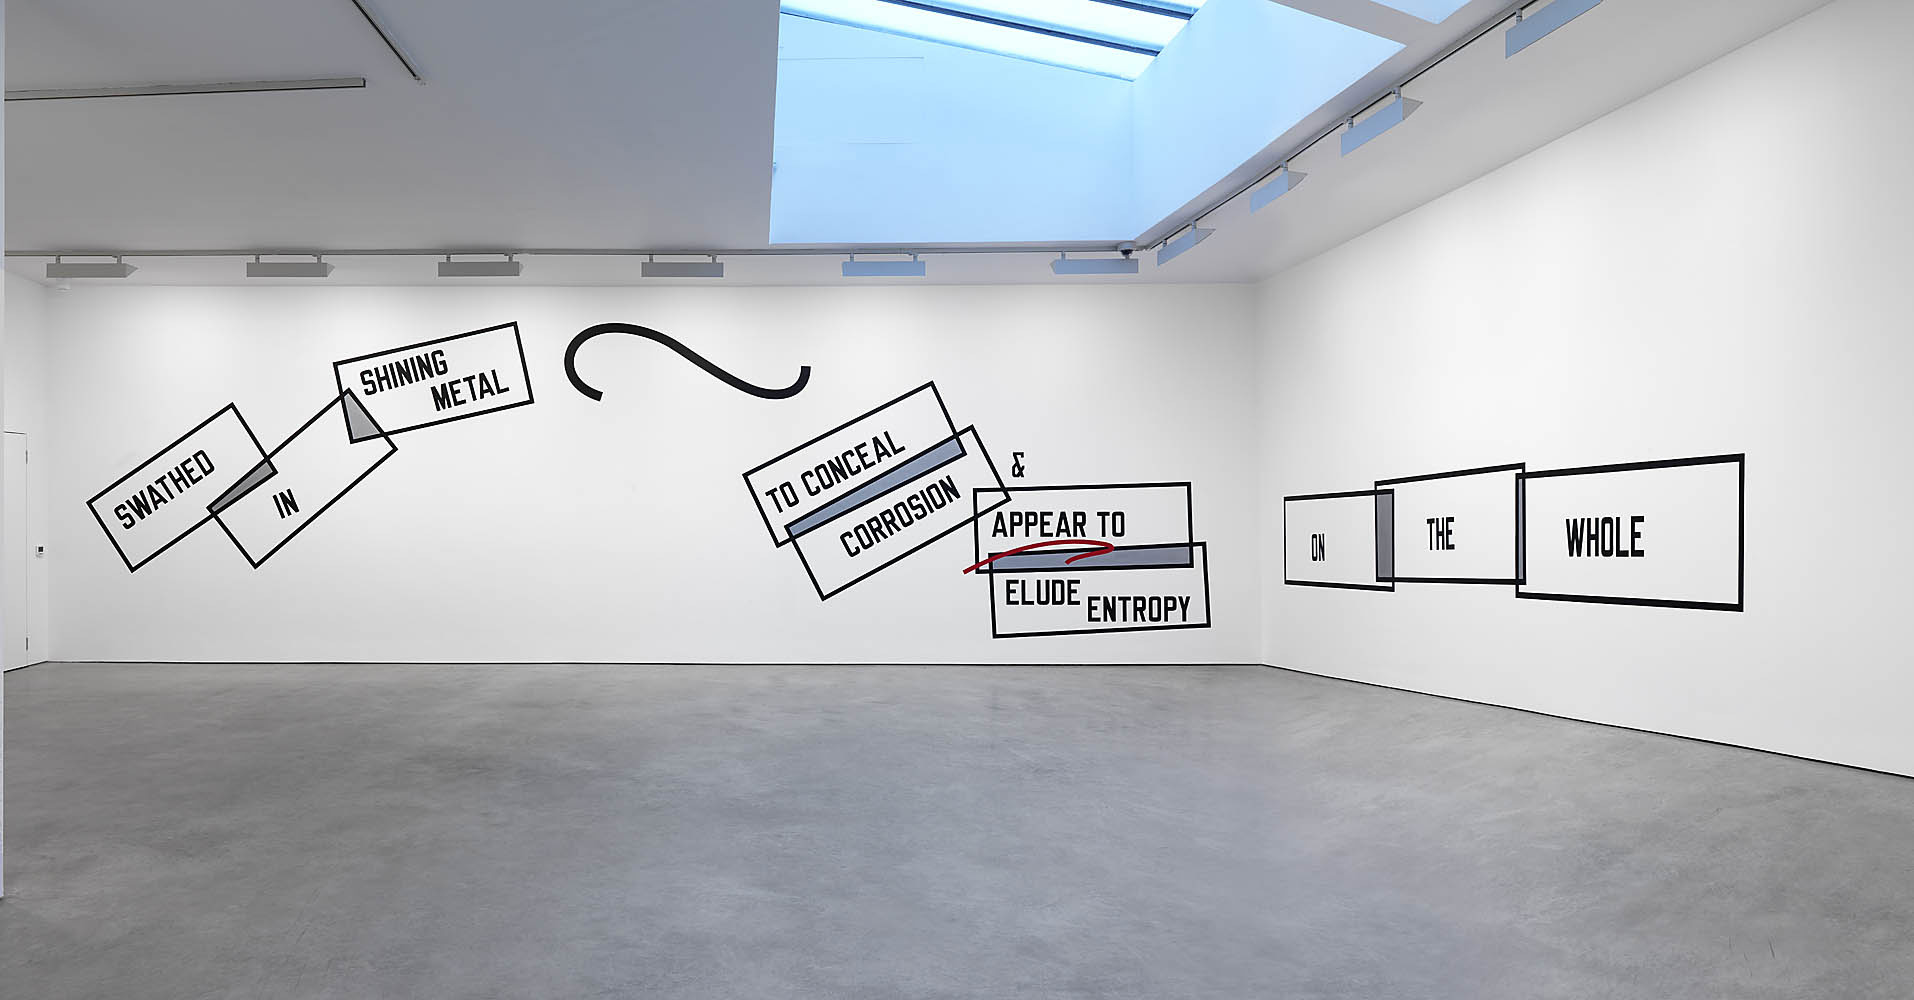 SWATHED
IN
SHINING
METAL
TO CONCEAL
CORROSION
&
APPEAR TO
ELUDE
ENTROPY
ON
THE
WHOLE